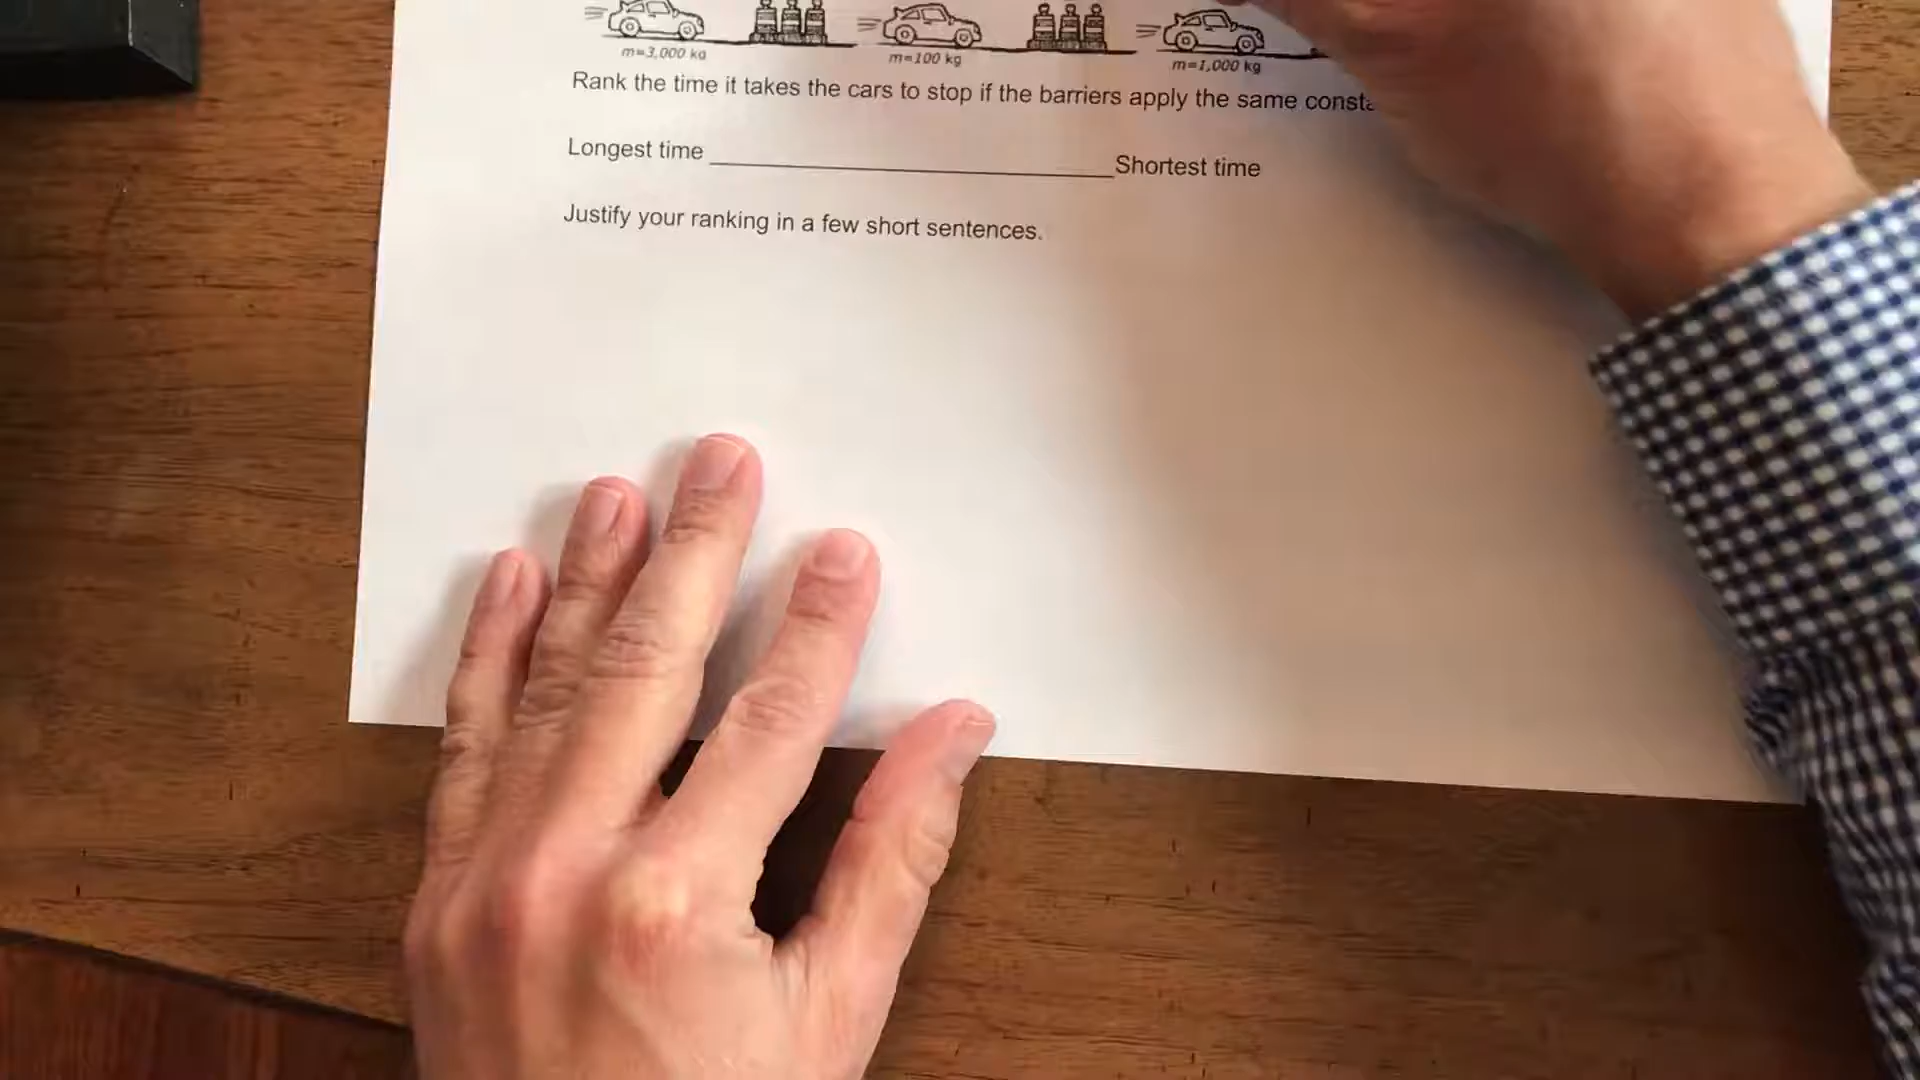 m=3,000 kg m=100 kg m=1,000 kg
Rank the time it takes the cars to stop if the barriers apply the same
Longest time Shortest time
Justify your ranking in a few short sentences.